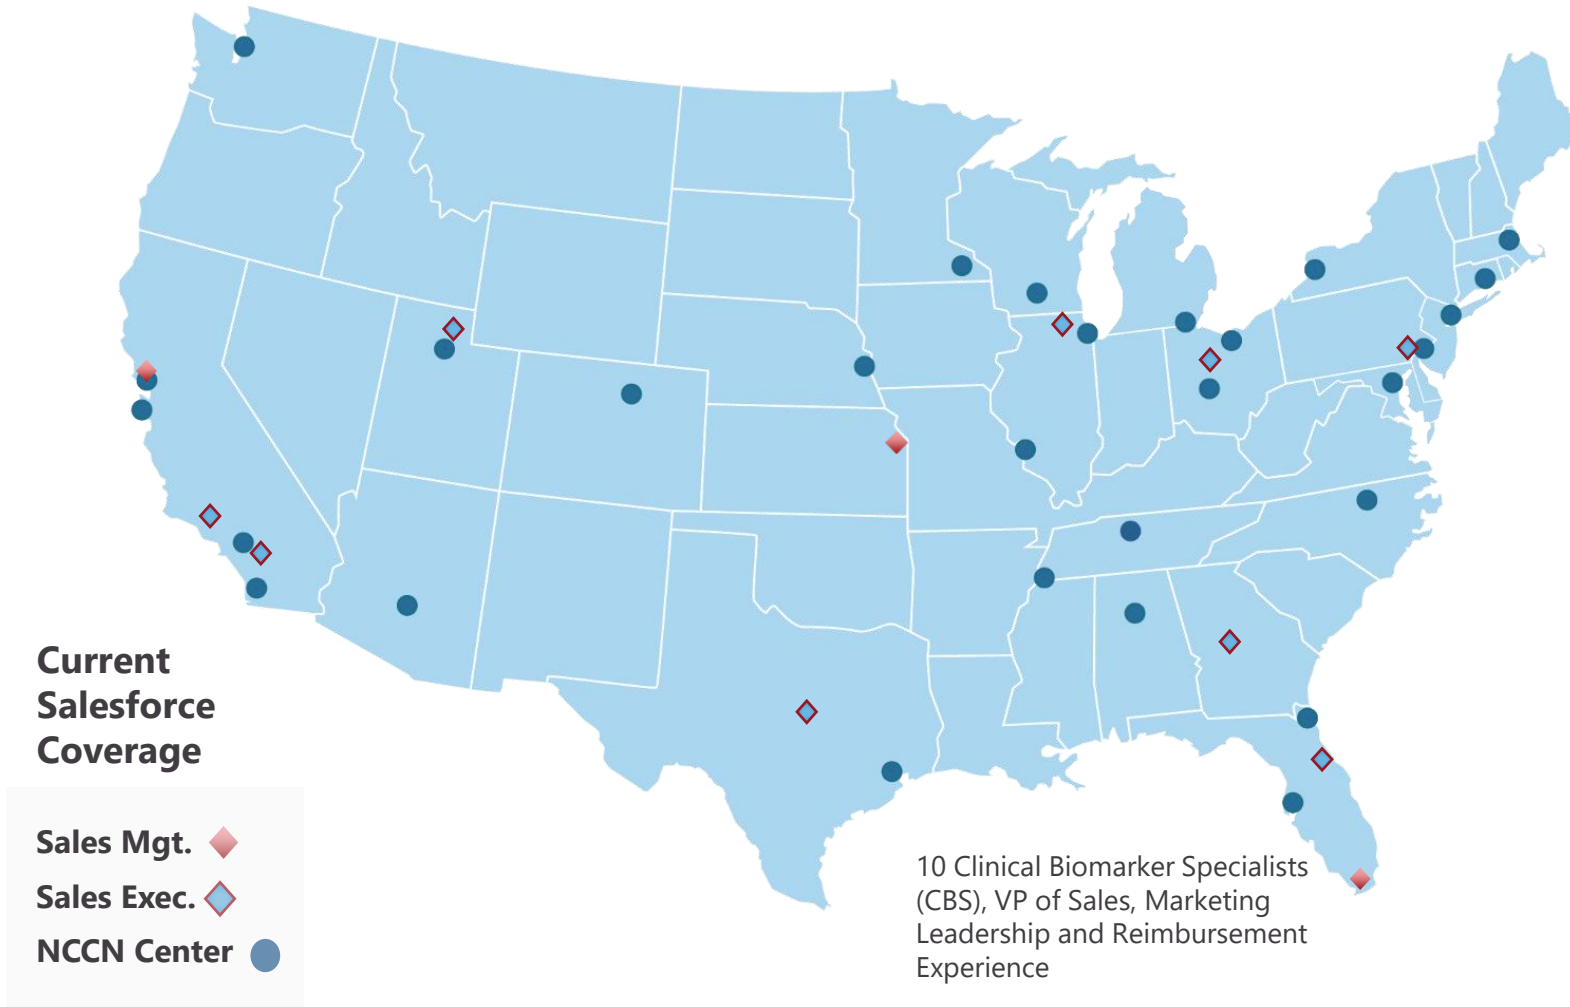 Current
Salesforce
Coverage
Sales Mgt.
Sales Exec.
NCCN Center
10 Clinical Biomarker Specialists
(CBS), VP of Sales, Marketing
Leadership and Reimbursement
Experience